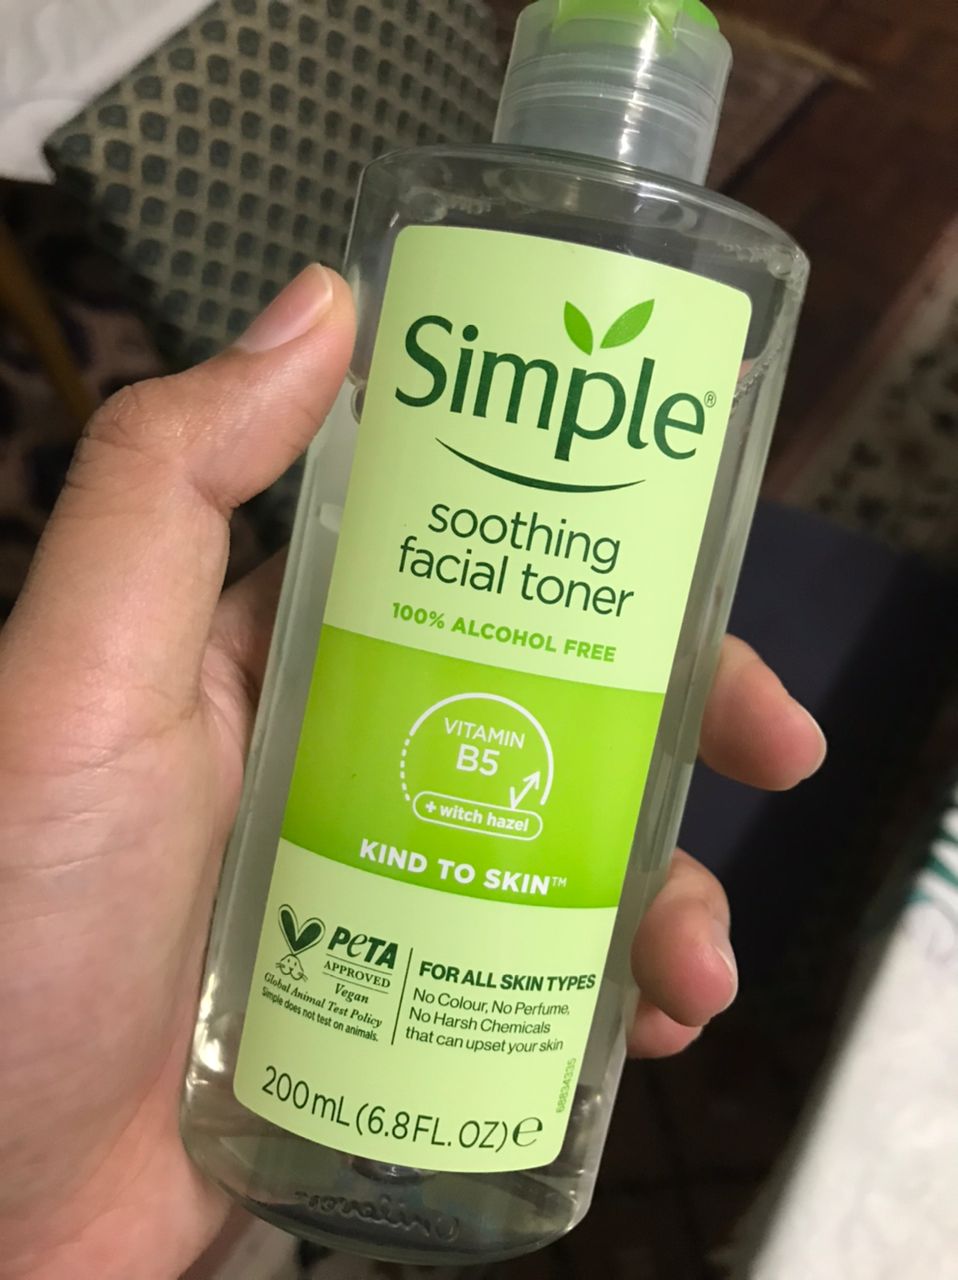 Simple®
soothing
facial toner
100% ALCOHOL FREE
VITAMIN
B5
+ witch hazel
KIND TO SKIN™
PeTA
APPROVED
Vegan
Global Animal Test Policy
Simple does not test on animals.
FOR ALL SKIN TYPES
No Colour, No Perfume,
No Harsh Chemicals
that can upset your skin
68834335
200mL (6.8FL. OZ) ℮
Unilever